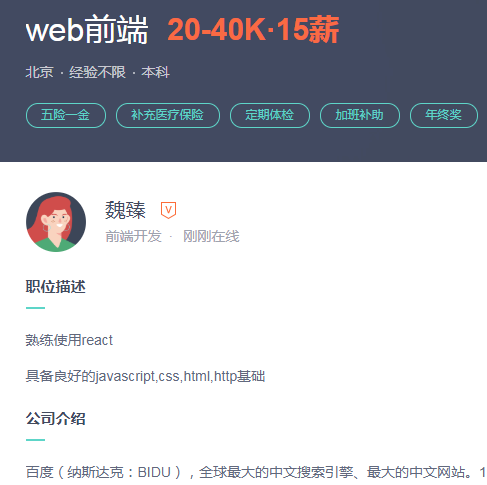 web前端 20-40K·15薪
北京 · 经验不限 · 本科
五险一金 补充医疗保险 定期体检 加班补助 年终奖
魏臻 V
前端开发 · 刚刚在线
职位描述
熟练使用react
具备良好的javascript,css,html,http基础
公司介绍
百度（纳斯达克：BIDU），全球最大的中文搜索引擎、最大的中文网站。1